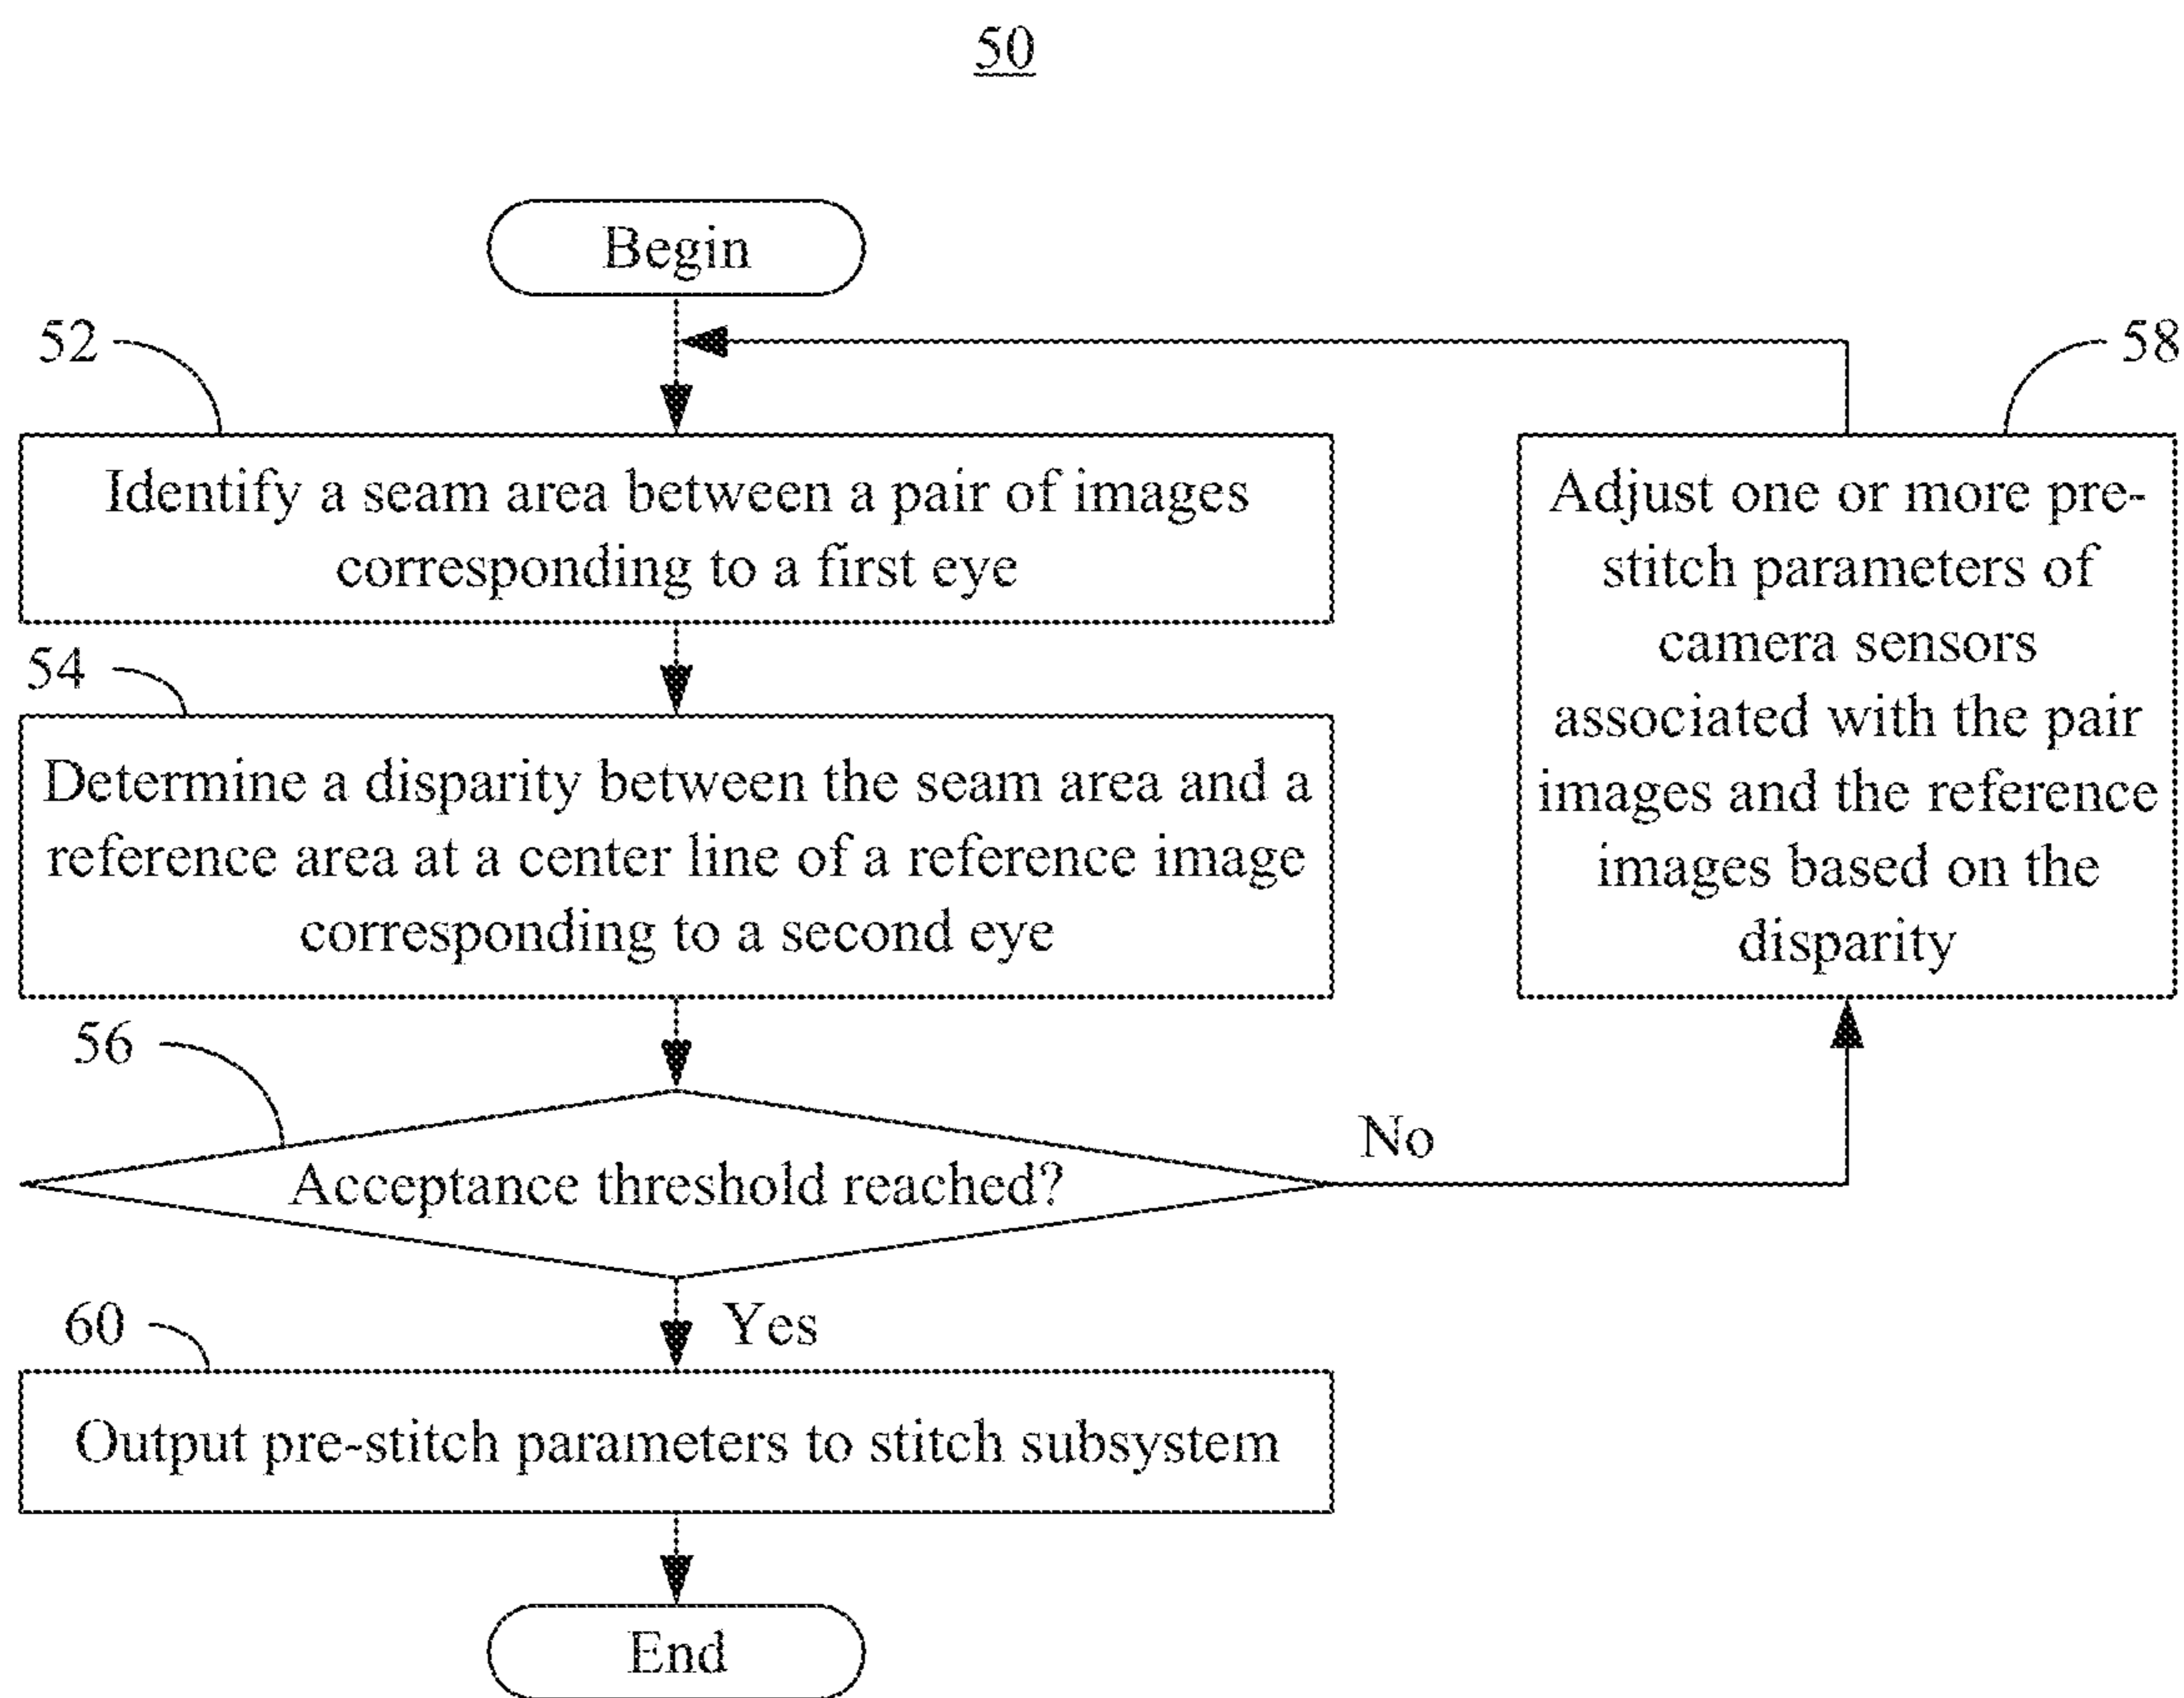 50
Begin
52
58
Identify a seam area between a pair of images
corresponding to a first eye
Adjust one or more pre-
stitch parameters of
camera sensors
associated with the pair
images and the reference
images based on the
disparity
54
Determine a disparity between the seam area and a
reference area at a center line of a reference image
corresponding to a second eye
56
No
Acceptance threshold reached?
60
Yes
Output pre-stitch parameters to stitch subsystem
End